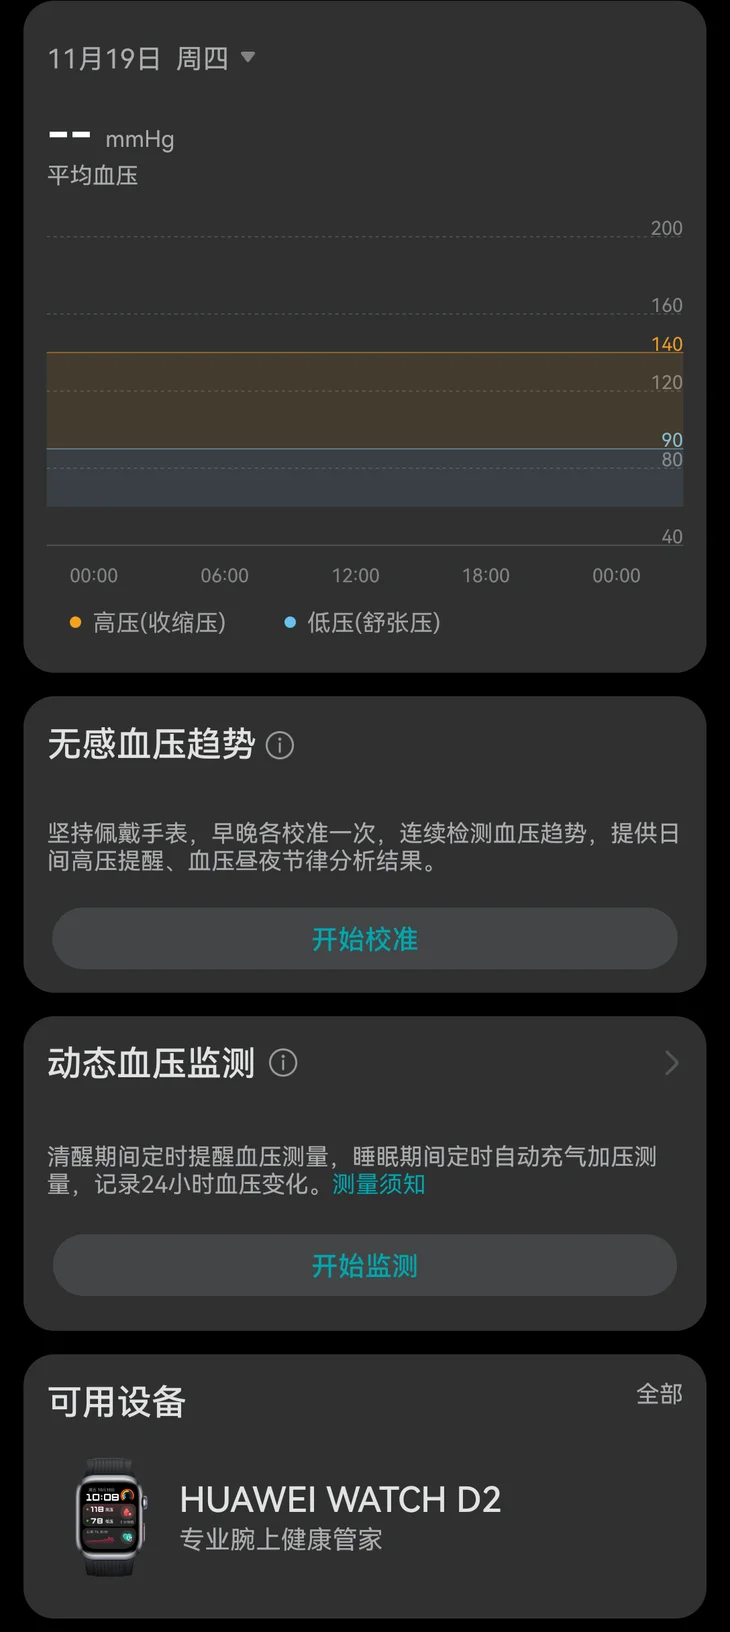 11月19日 周四
-- mmHg
平均血压
200
160
140
120
90
80
40
00:00 06:00 12:00 18:00 00:00
高压(收缩压) 低压(舒张压)
无感血压趋势
坚持佩戴手表，早晚各校准一次，连续检测血压趋势，提供日
间高压提醒、血压昼夜节律分析结果。
开始校准
动态血压监测
清醒期间定时提醒血压测量，睡眠期间定时自动充气加压测
量，记录24小时血压变化。测量须知
开始监测
可用设备 全部
10:08
118
78
HUAWEI WATCH D2
专业腕上健康管家